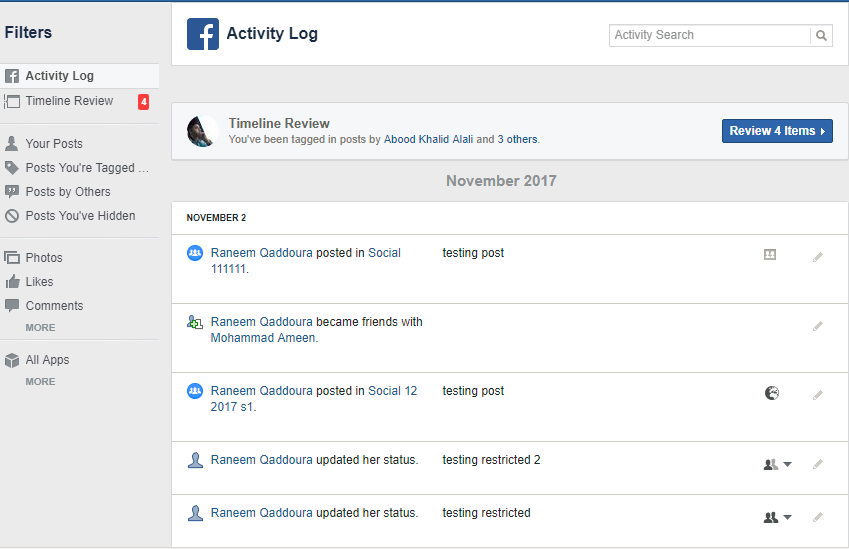 Filters
Activity Log
Timeline Review
4
Your Posts
Posts You're Tagged ...
Posts by Others
Posts You've Hidden
Photos
Likes
Comments
MORE
All Apps
MORE
Activity Log
Activity Search
Timeline Review
You've been tagged in posts by Abood Khalid Alali and 3 others.
Review 4 Items
November 2017
NOVEMBER 2
Raneem Qaddoura posted in Social
111111.
testing post
Raneem Qaddoura became friends with
Mohammad Ameen.
Raneem Qaddoura posted in Social 12
2017 s1.
testing post
Raneem Qaddoura updated her status.
testing restricted 2
Raneem Qaddoura updated her status.
testing restricted